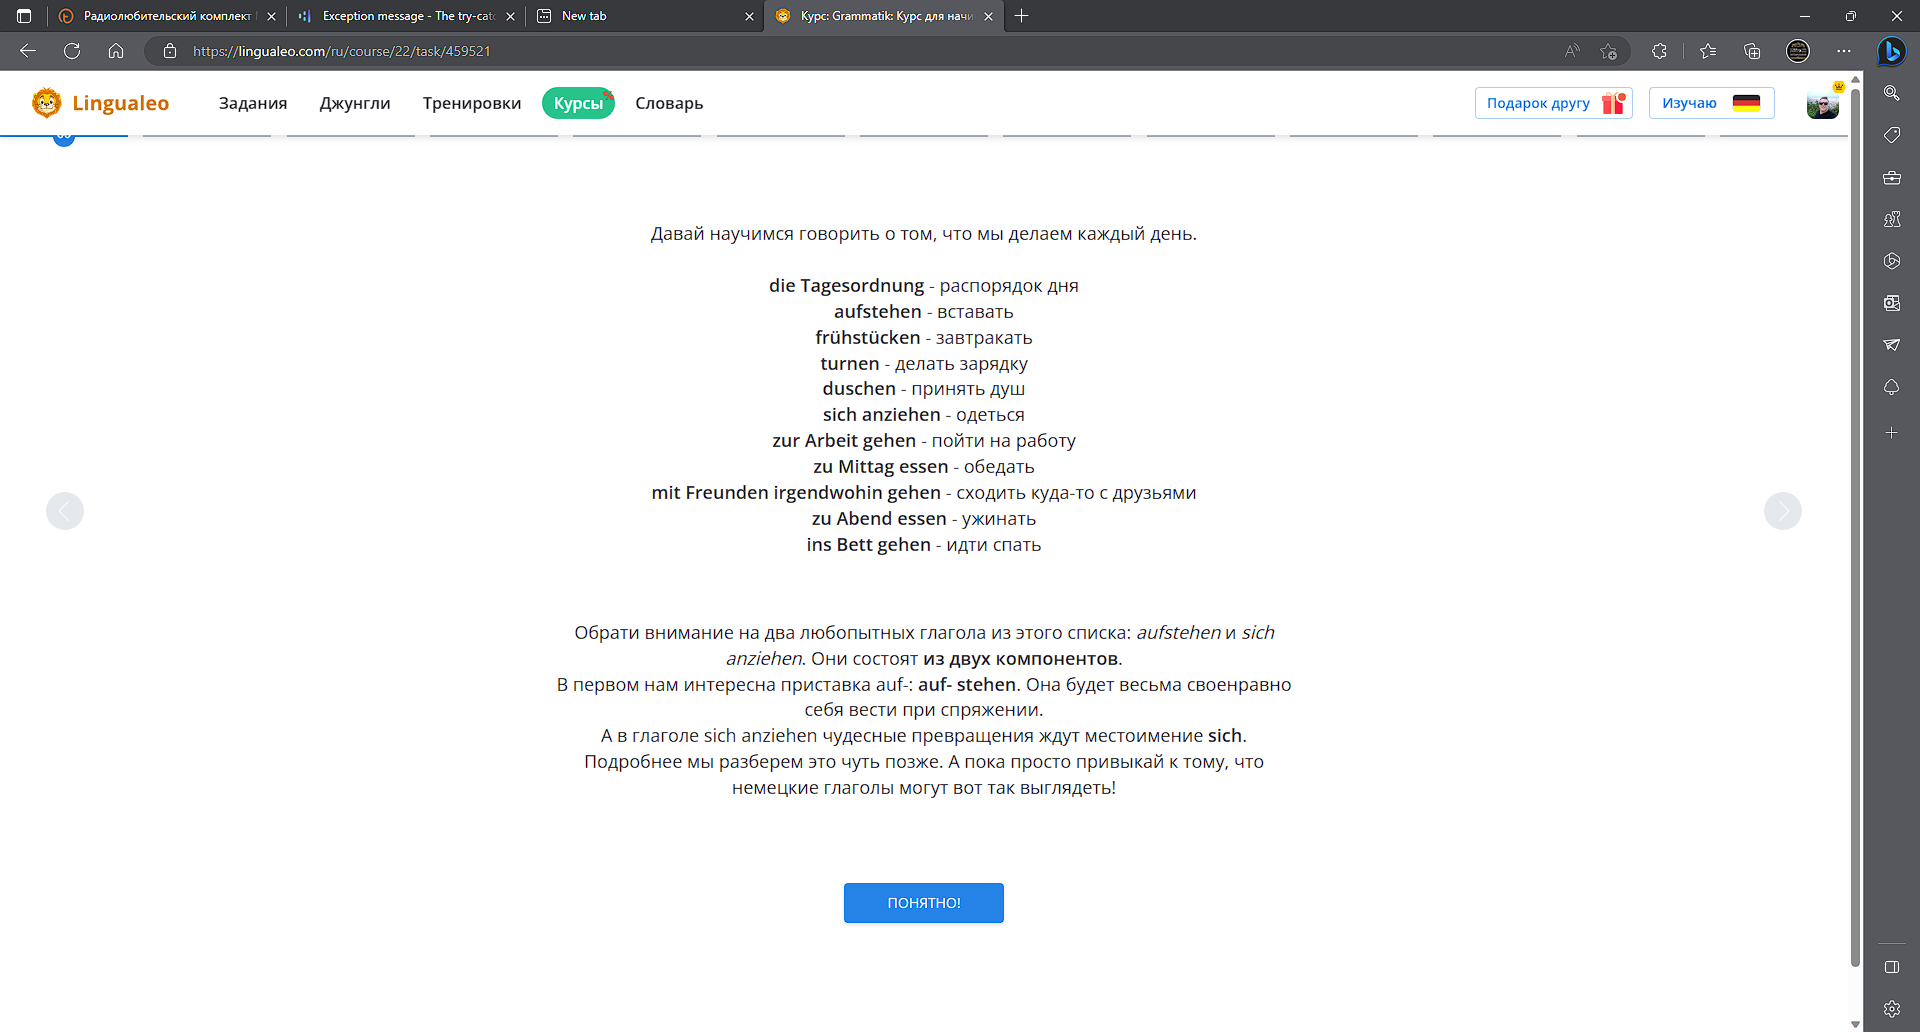 Радиолюбительский комплект
Exception message - The try-catc
New tab
Курс: Grammatik: Курс для начи
https://lingualeo.com/ru/course/22/task/459521
Lingualeo
Задания
Джунгли
Тренировки
Курсы
Словарь
Подарок другу
Изучаю
Давай научимся говорить о том, что мы делаем каждый день.
die Tagesordnung - распорядок дня
aufstehen - вставать
frühstücken - завтракать
turnen - делать зарядку
duschen - принять душ
sich anziehen - одеться
zur Arbeit gehen - пойти на работу
zu Mittag essen - обедать
mit Freunden irgendwohin gehen - сходить куда-то с друзьями
zu Abend essen - ужинать
ins Bett gehen - идти спать
Обрати внимание на два любопытных глагола из этого списка: aufstehen и sich
anziehen. Они состоят из двух компонентов.
В первом нам интересна приставка auf-: auf- stehen. Она будет весьма своенравно
себя вести при спряжении.
А в глаголе sich anziehen чудесные превращения ждут местоимение sich.
Подробнее мы разберем это чуть позже. А пока просто привыкай к тому, что
немецкие глаголы могут вот так выглядеть!
ПОНЯТНО!